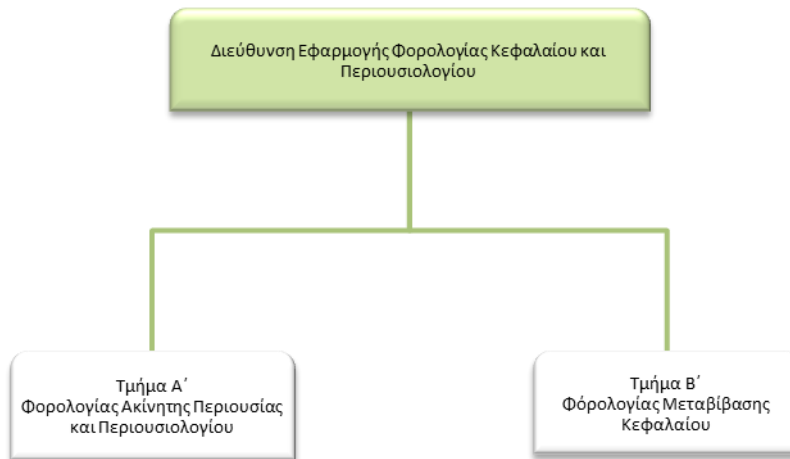 Διεύθυνση Εφαρμογής Φορολογίας Κεφαλαίου και
Περιουσιολογίου
Τμήμα Α΄
Φορολογίας Ακίνητης Περιουσίας
και Περιουσιολογίου
Τμήμα Β΄
Φόρολογίας Μεταβίβασης
Κεφαλαίου